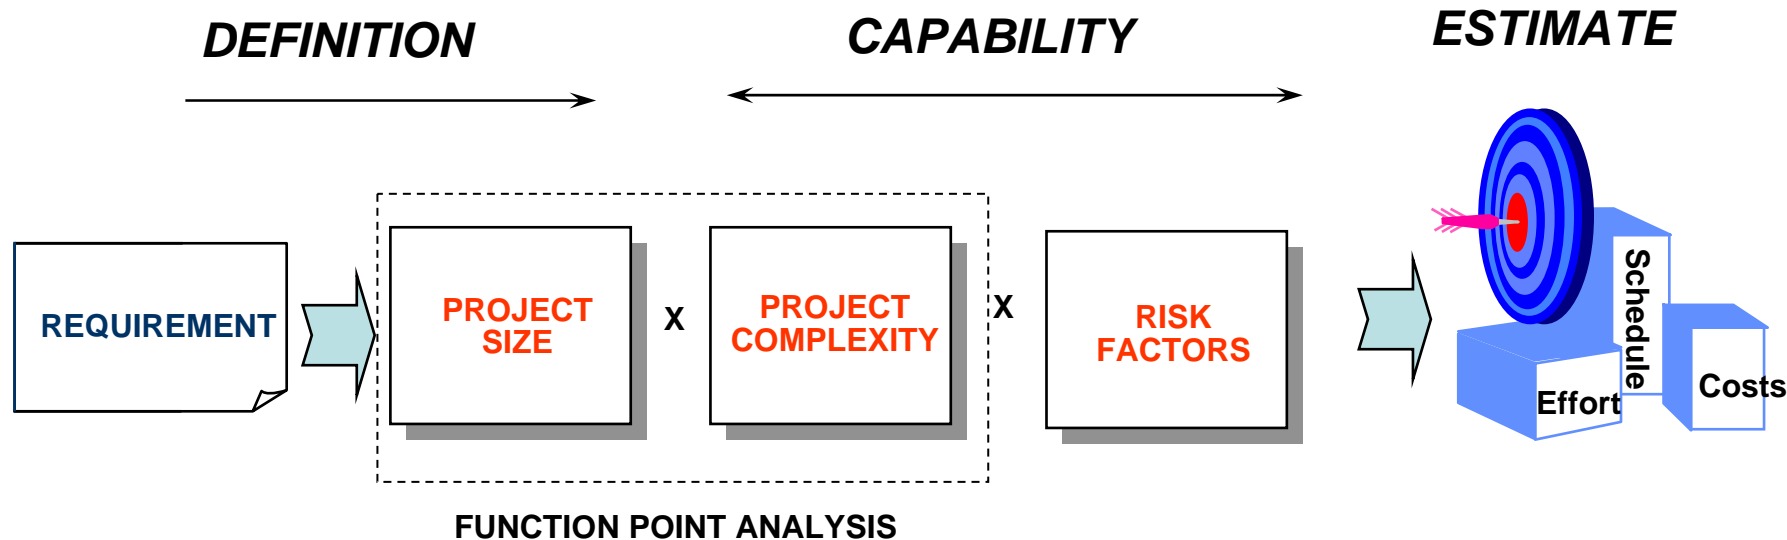 DEFINITION
CAPABILITY
ESTIMATE
REQUIREMENT
PROJECT
SIZE
X
PROJECT
COMPLEXITY
X
RISK
FACTORS
Schedule
Effort
Costs
FUNCTION POINT ANALYSIS